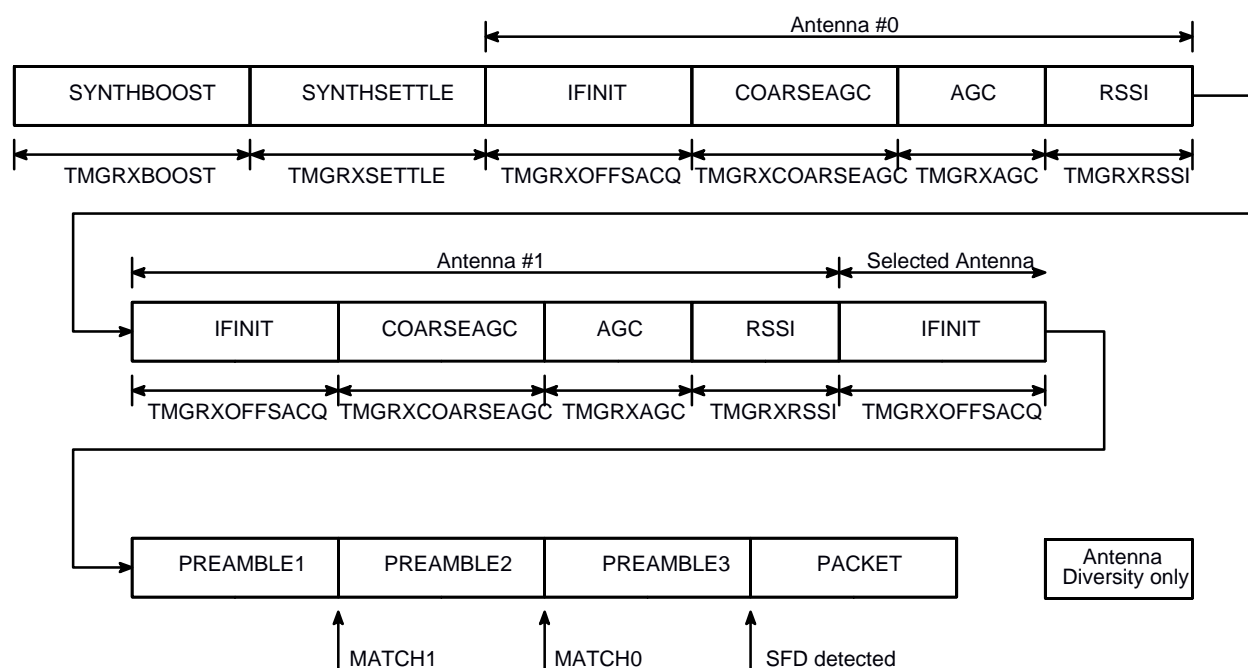 Antenna #0
SYNTHBOOST SYNTHSETTLE IFINIT COARSEAGC AGC RSSI
TMGRXBOOST TMGRXSETTLE TMGRXOFFSACQ TMGRXCOARSEAGC TMGRXAGC TMGRXRSSI
Antenna #1 Selected Antenna
IFINIT COARSEAGC AGC RSSI IFINIT
TMGRXOFFSACQ TMGRXCOARSEAGC TMGRXAGC TMGRXRSSI TMGRXOFFSACQ
PREAMBLE1 PREAMBLE2 PREAMBLE3 PACKET
Antenna
Diversity only
MATCH1 MATCH0 SFD detected